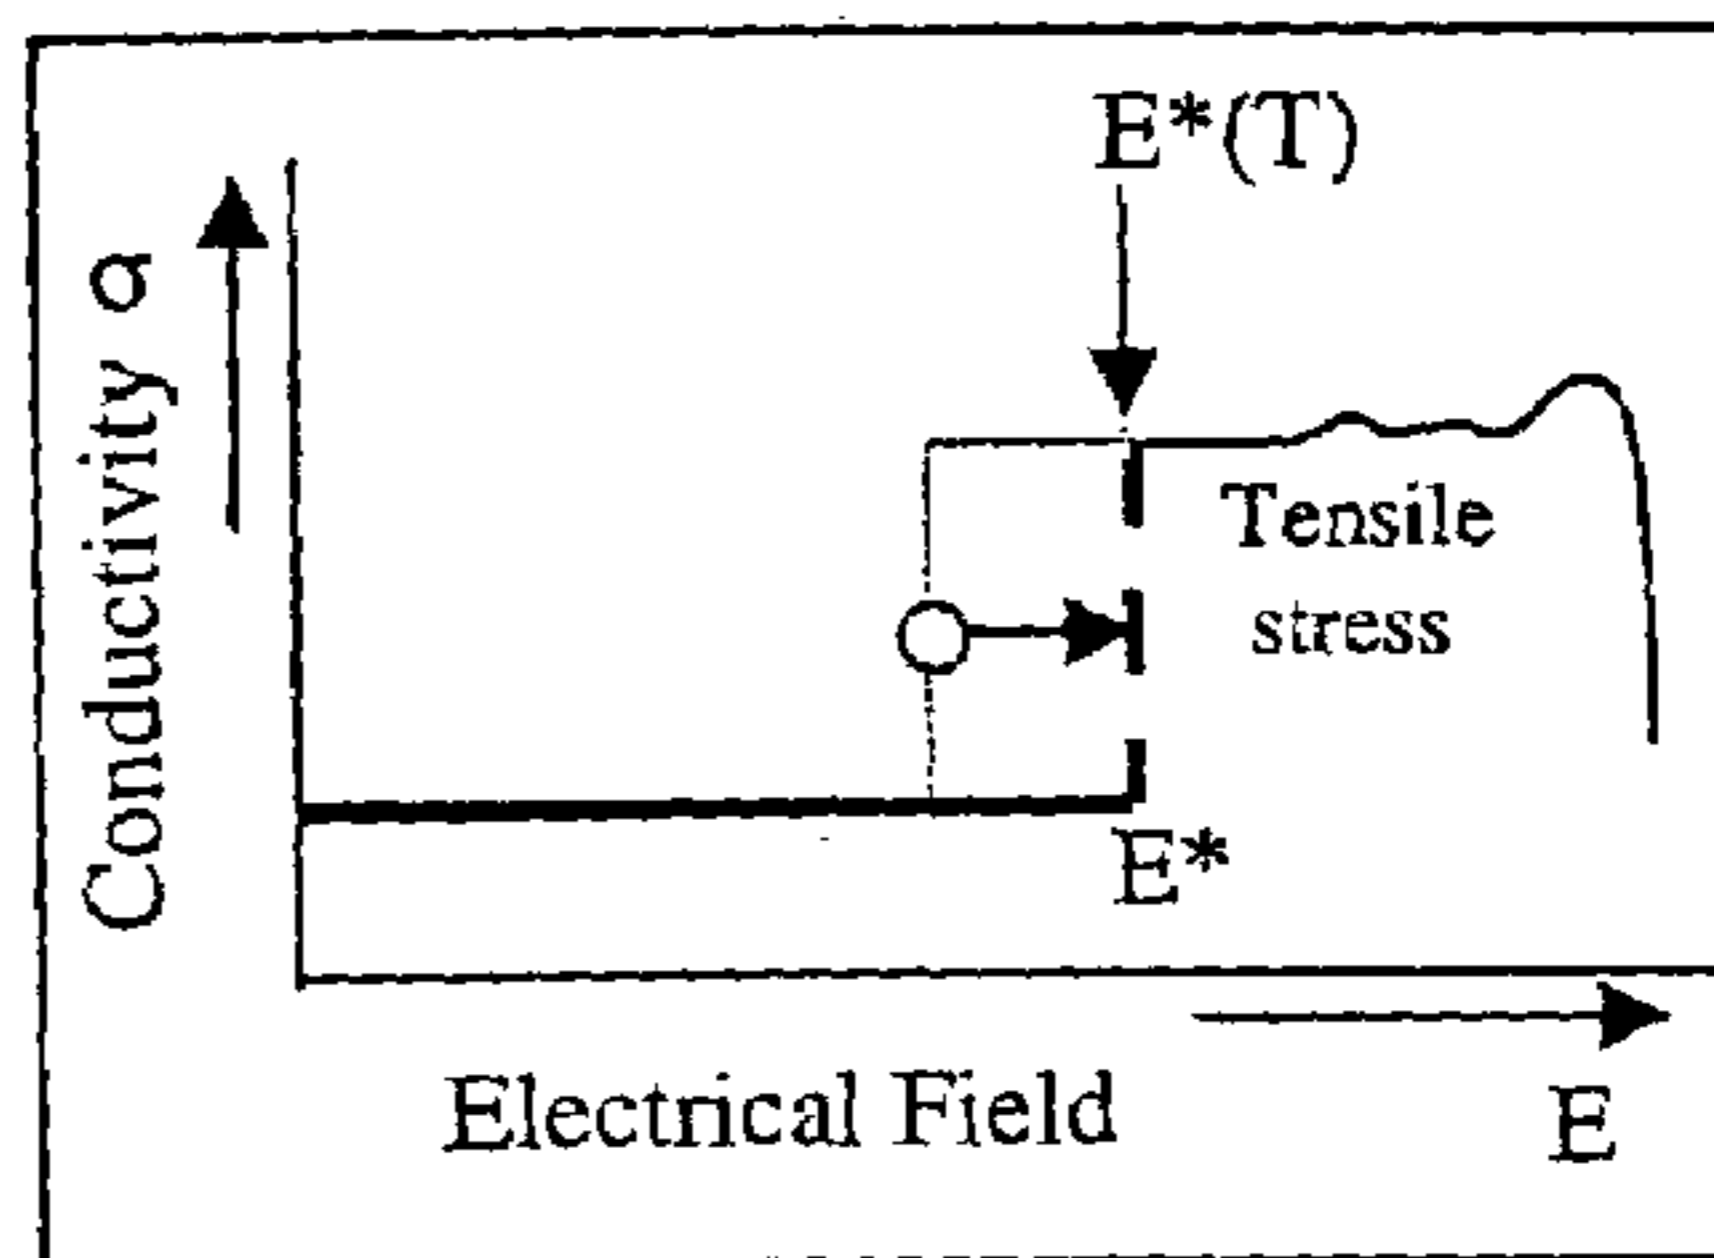 E*(T)
Conductivity σ
Tensile
stress
E*
Electrical Field
E